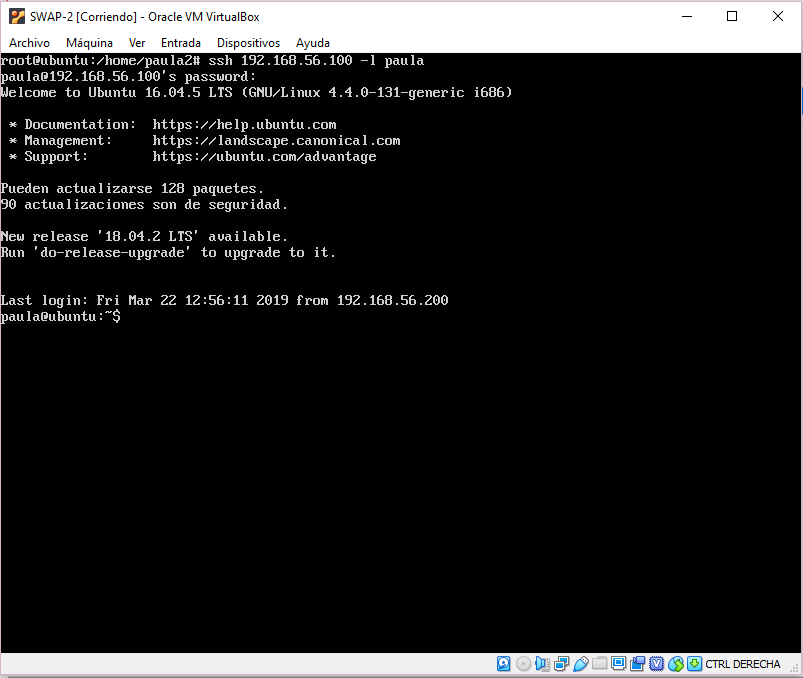 SWAP-2 [Corriendo] - Oracle VM VirtualBox
Archivo Máquina Ver Entrada Dispositivos Ayuda
root@ubuntu:/home/paula2# ssh 192.168.56.100 -l paula
paula@192.168.56.100's password:
Welcome to Ubuntu 16.04.5 LTS (GNU/Linux 4.4.0-131-generic i686)
* Documentation: https://help.ubuntu.com
* Management: https://landscape.canonical.com
* Support: https://ubuntu.com/advantage
Pueden actualizarse 128 paquetes.
90 actualizaciones son de seguridad.
New release '18.04.2 LTS' available.
Run 'do-release-upgrade' to upgrade to it.
Last login: Fri Mar 22 12:56:11 2019 from 192.168.56.200
paula@ubuntu:~$
CTRL DERECHA